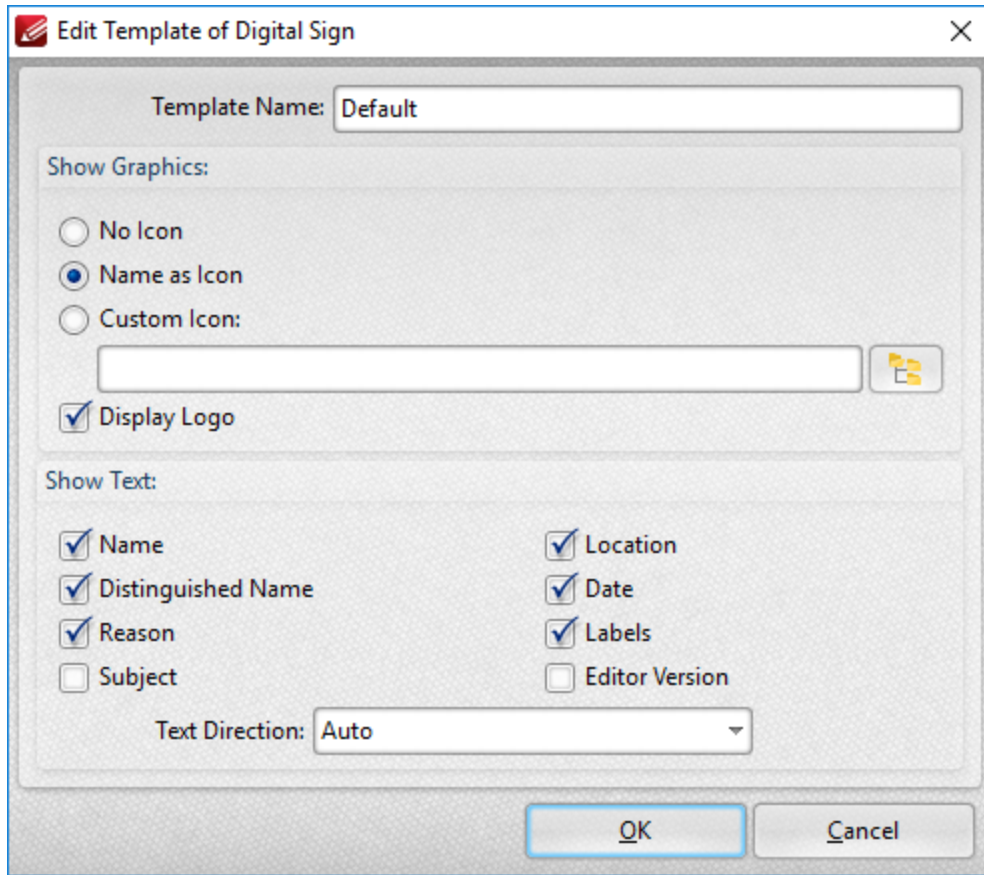 Edit Template of Digital Sign
Template Name: Default
Show Graphics:
No Icon
Name as Icon
Custom Icon:
Display Logo
Show Text:
Name Location
Distinguished Name Date
Reason Labels
Subject Editor Version
Text Direction: Auto
OK Cancel